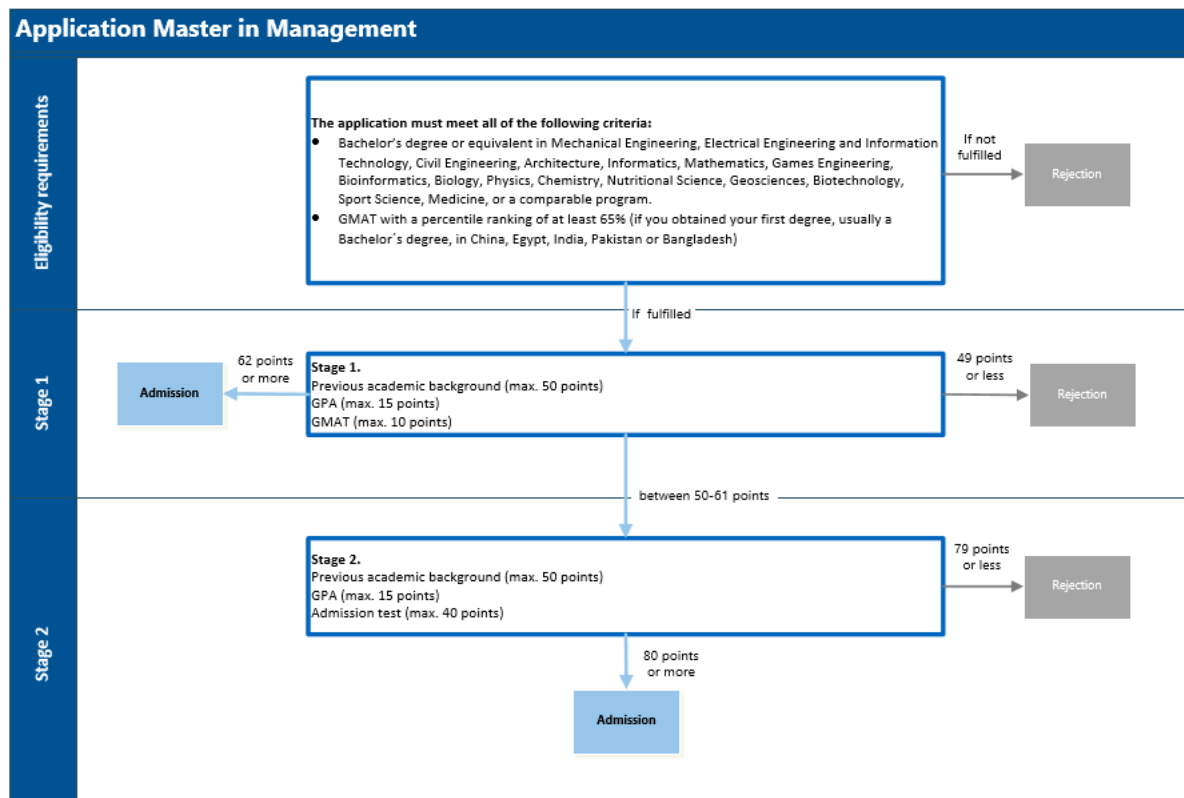 Application Master in Management
Eligibility requirements
The application must meet all of the following criteria:
• Bachelor's degree or equivalent in Mechanical Engineering, Electrical Engineering and Information
Technology, Civil Engineering, Architecture, Informatics, Mathematics, Games Engineering,
Bioinformatics, Biology, Physics, Chemistry, Nutritional Science, Geosciences, Biotechnology,
Sport Science, Medicine, or a comparable program.
• GMAT with a percentile ranking of at least 65% (if you obtained your first degree, usually a
Bachelor´s degree, in China, Egypt, India, Pakistan or Bangladesh)
If not
fulfilled
Rejection
If fulfilled
Stage 1
62 points
or more
Admission
Stage 1.
Previous academic background (max. 50 points)
GPA (max. 15 points)
GMAT (max. 10 points)
49 points
or less
Rejection
between 50-61 points
Stage 2
Stage 2.
Previous academic background (max. 50 points)
GPA (max. 15 points)
Admission test (max. 40 points)
79 points
or less
Rejection
80 points
or more
Admission